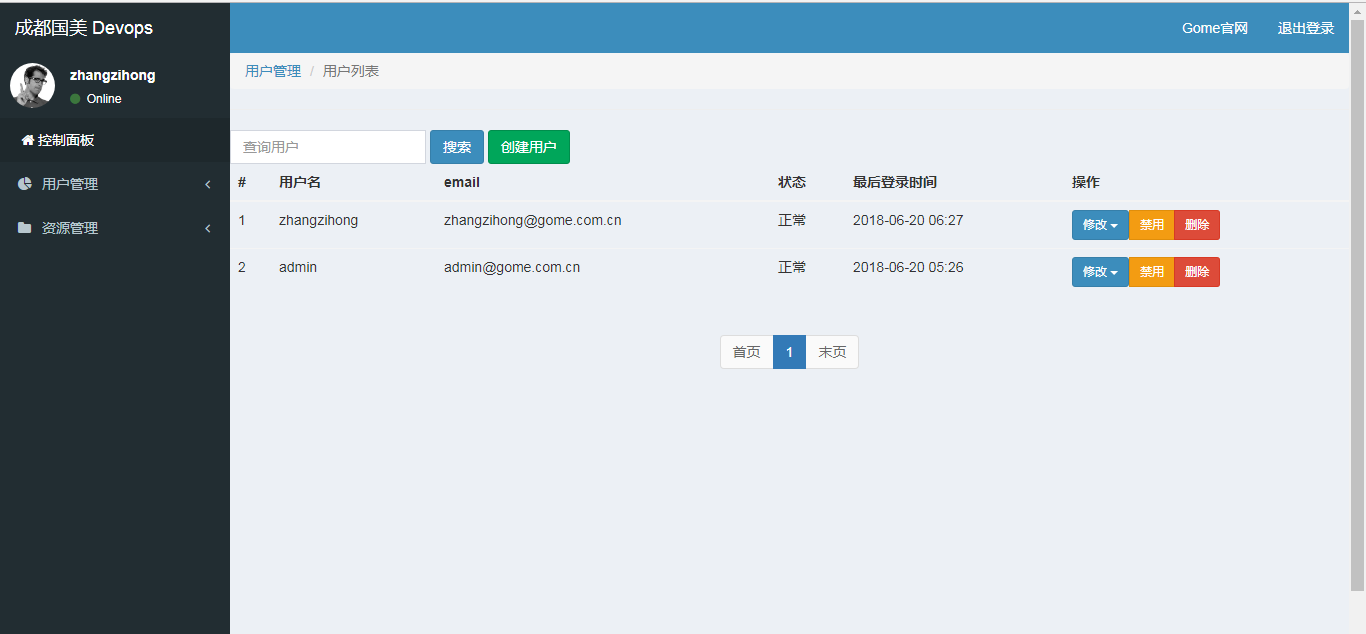 成都国美 Devops
Gome官网 退出登录
zhangzihong
Online
控制面板
用户管理
资源管理
用户管理 / 用户列表
查询用户 搜索 创建用户
# 用户名 email 状态 最后登录时间 操作
1 zhangzihong zhangzihong@gome.com.cn 正常 2018-06-20 06:27 修改 禁用 删除
2 admin admin@gome.com.cn 正常 2018-06-20 05:26 修改 禁用 删除
首页 1 末页